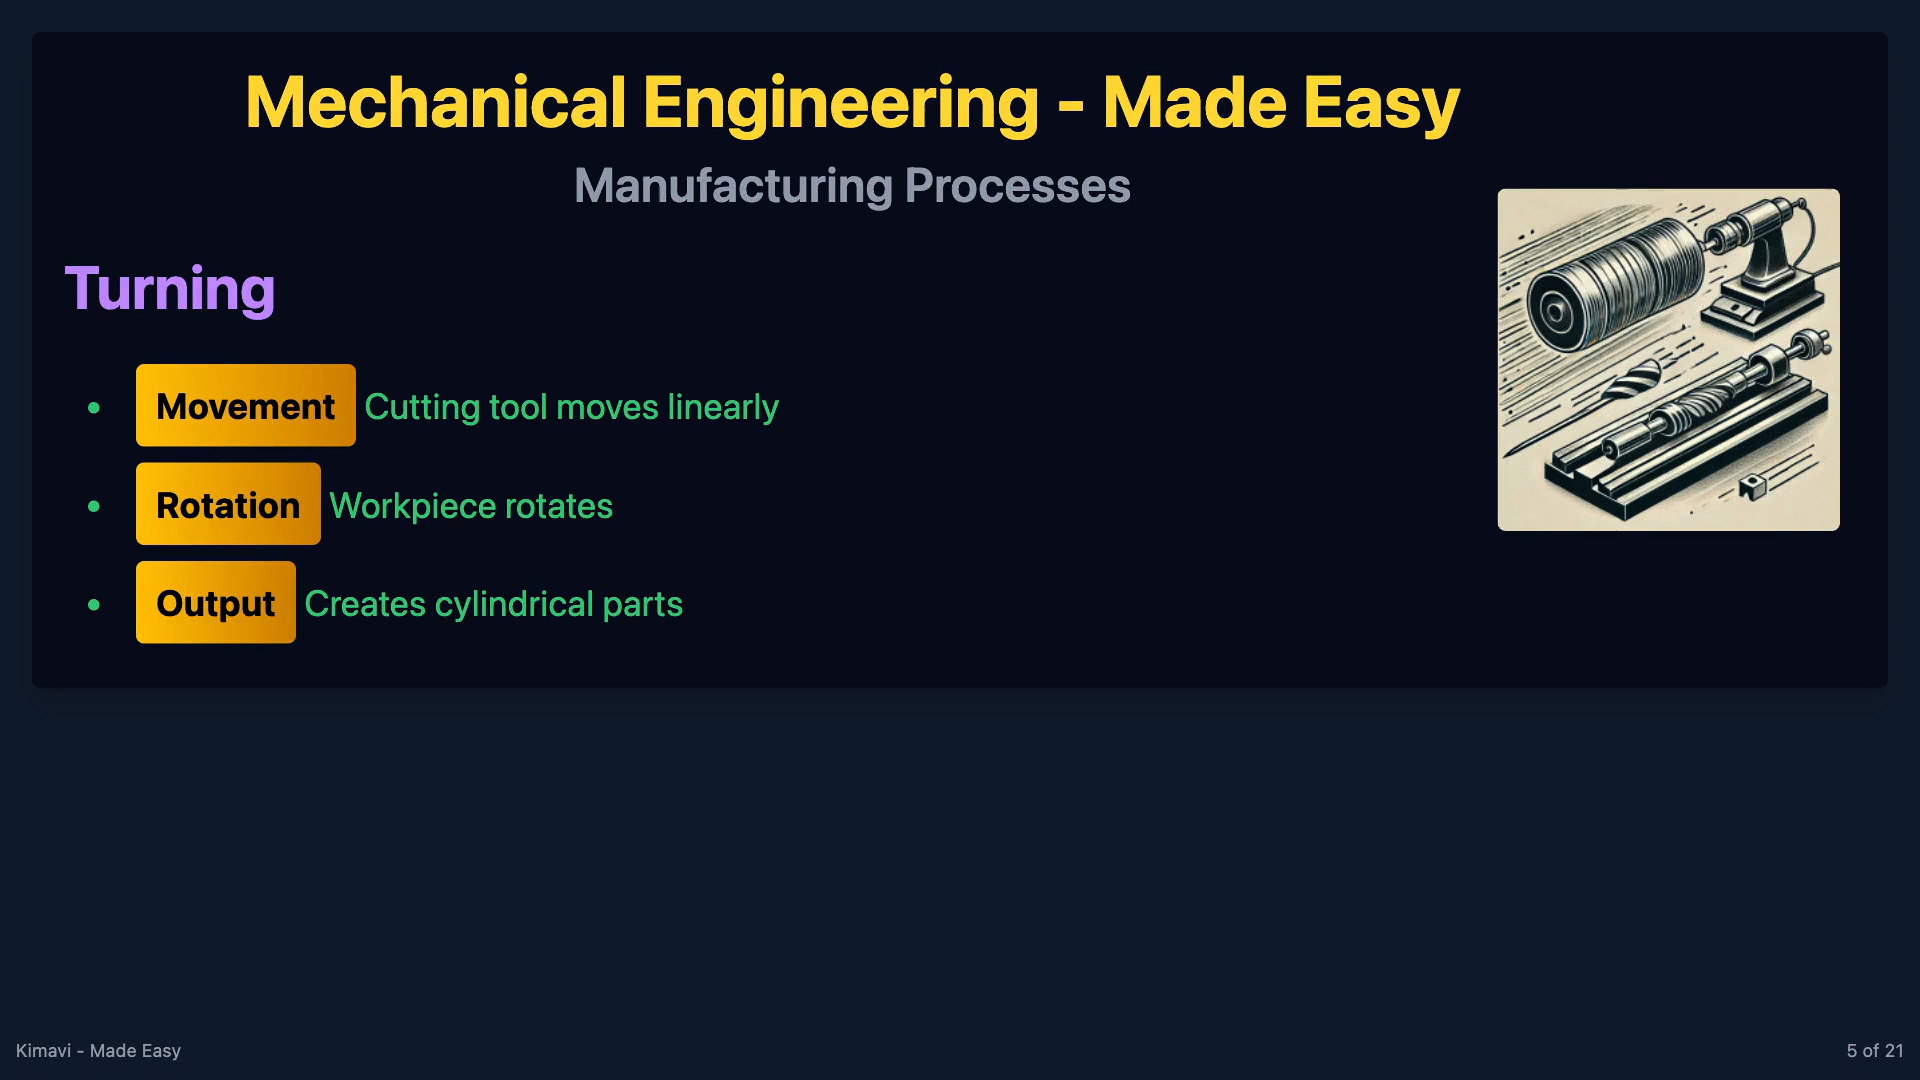 Mechanical Engineering - Made Easy
Manufacturing Processes
Turning
• Movement Cutting tool moves linearly
• Rotation Workpiece rotates
• Output Creates cylindrical parts
Kimavi - Made Easy
5 of 21